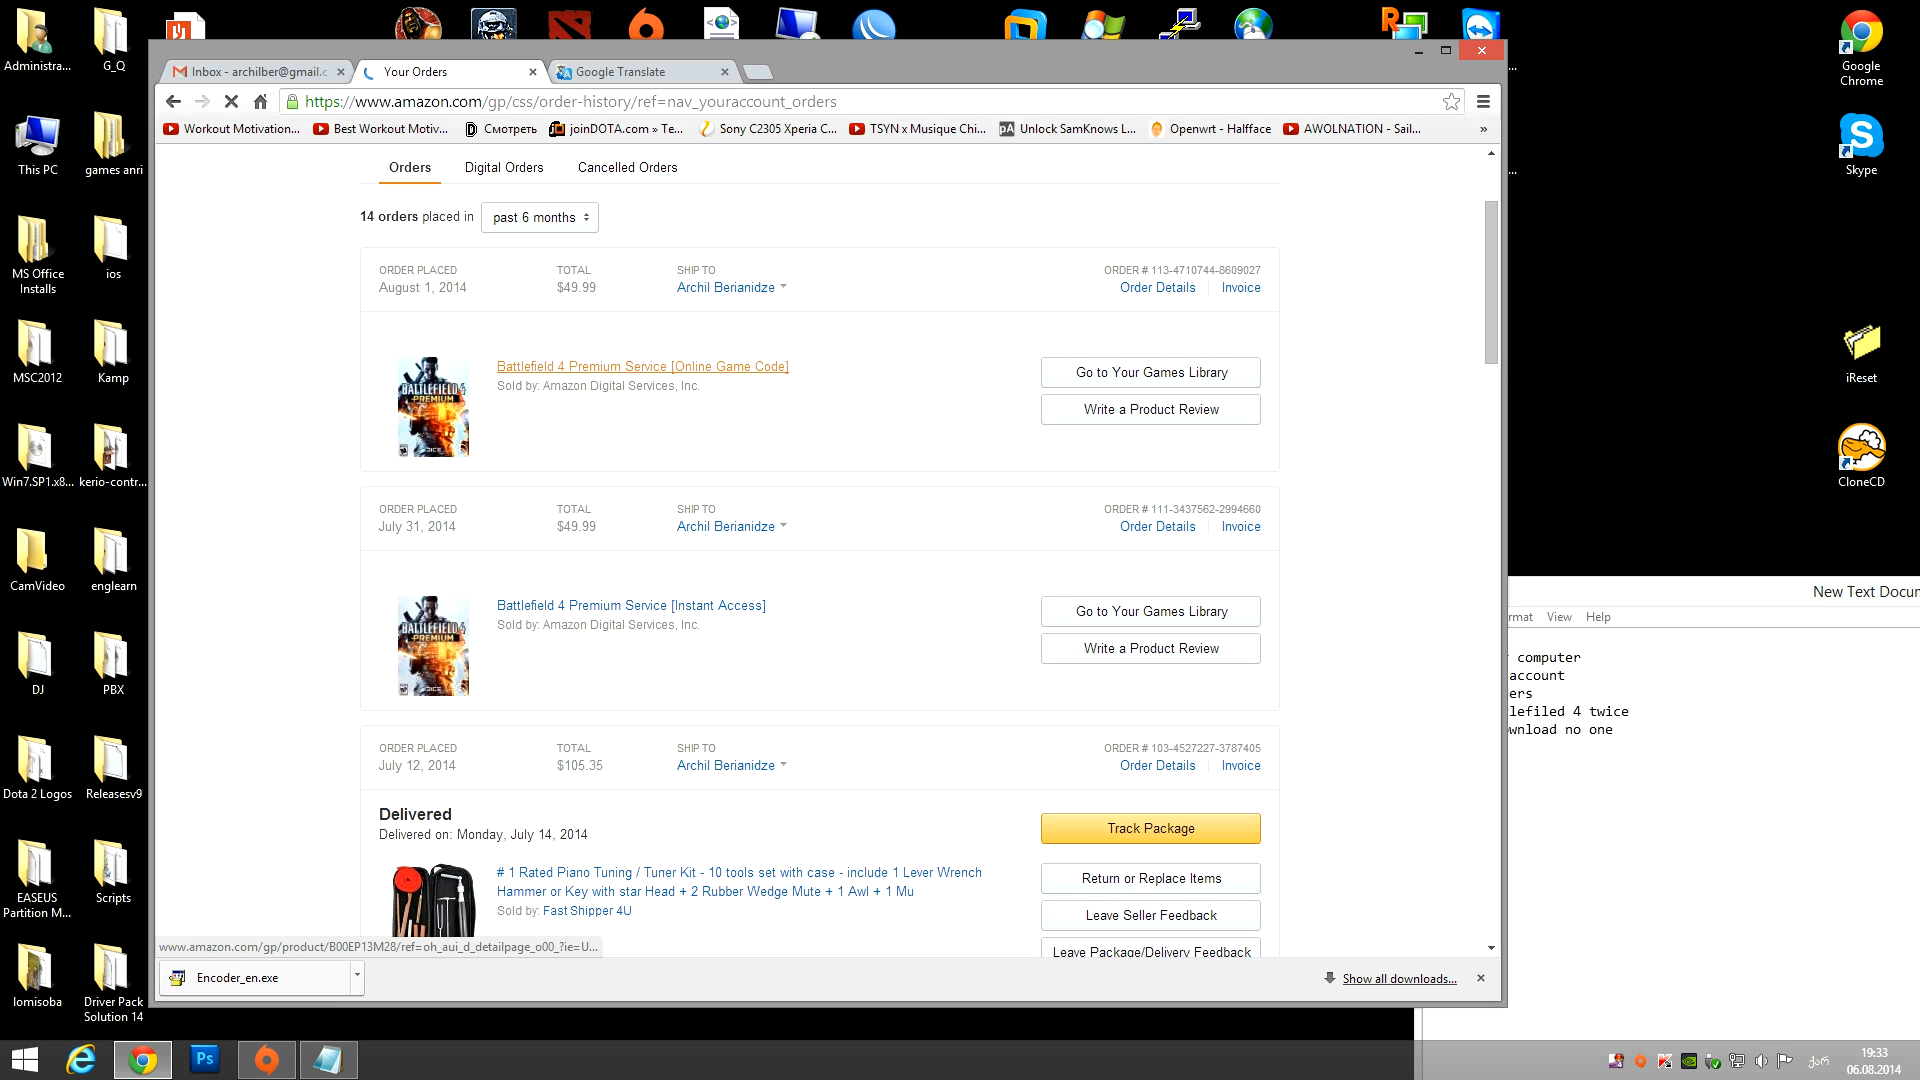 Inbox - archilber@gmail.c
Your Orders
Google Translate
https://www.amazon.com/gp/css/order-history/ref=nav_youraccount_orders
Workout Motivation...
Best Workout Motiv...
Смотреть
joinDOTA.com » Te...
Sony C2305 Xperia C...
TSYN x Musique Chi...
pA
Unlock SamKnows L...
Openwrt - Halfface
AWOLNATION - Sail...
»
Orders
Digital Orders
Cancelled Orders
14 orders placed in
past 6 months
ORDER PLACED
TOTAL
SHIP TO
ORDER # 113-4710744-8609027
August 1, 2014
$49.99
Archil Berianidze
Order Details
Invoice
Battlefield 4 Premium Service [Online Game Code]
Sold by: Amazon Digital Services, Inc.
Go to Your Games Library
Write a Product Review
BATTLEFIELD 4
PREMIUM
DICE
ORDER PLACED
TOTAL
SHIP TO
ORDER # 111-3437562-2994660
July 31, 2014
$49.99
Archil Berianidze
Order Details
Invoice
Battlefield 4 Premium Service [Instant Access]
Sold by: Amazon Digital Services, Inc.
Go to Your Games Library
Write a Product Review
BATTLEFIELD 4
PREMIUM
DICE
ORDER PLACED
TOTAL
SHIP TO
ORDER # 103-4527227-3787405
July 12, 2014
$105.35
Archil Berianidze
Order Details
Invoice
Delivered
Delivered on: Monday, July 14, 2014
Track Package
# 1 Rated Piano Tuning / Tuner Kit - 10 tools set with case - include 1 Lever Wrench
Hammer or Key with star Head + 2 Rubber Wedge Mute + 1 Awl + 1 Mu
Sold by: Fast Shipper 4U
Return or Replace Items
Leave Seller Feedback
Leave Package/Delivery Feedback
www.amazon.com/gp/product/B00EP13M28/ref=oh_aui_d_detailpage_o00_?ie=U...
Encoder_en.exe
Show all downloads...
Administra...
G_Q
This PC
games anri
MS Office
Installs
ios
MSC2012
Kamp
Win7.SP1.x8...
kerio-contr...
CamVideo
englearn
DJ
PBX
Dota 2 Logos
Releasesv9
EASEUS
Partition M...
Scripts
lomisoba
Driver Pack
Solution 14
Google
Chrome
Skype
iReset
CloneCD
New Text Docun
rmat
View
Help
computer
account
ers
lefiled 4 twice
wnload no one
Ps
ქარ
19:33
06.08.2014